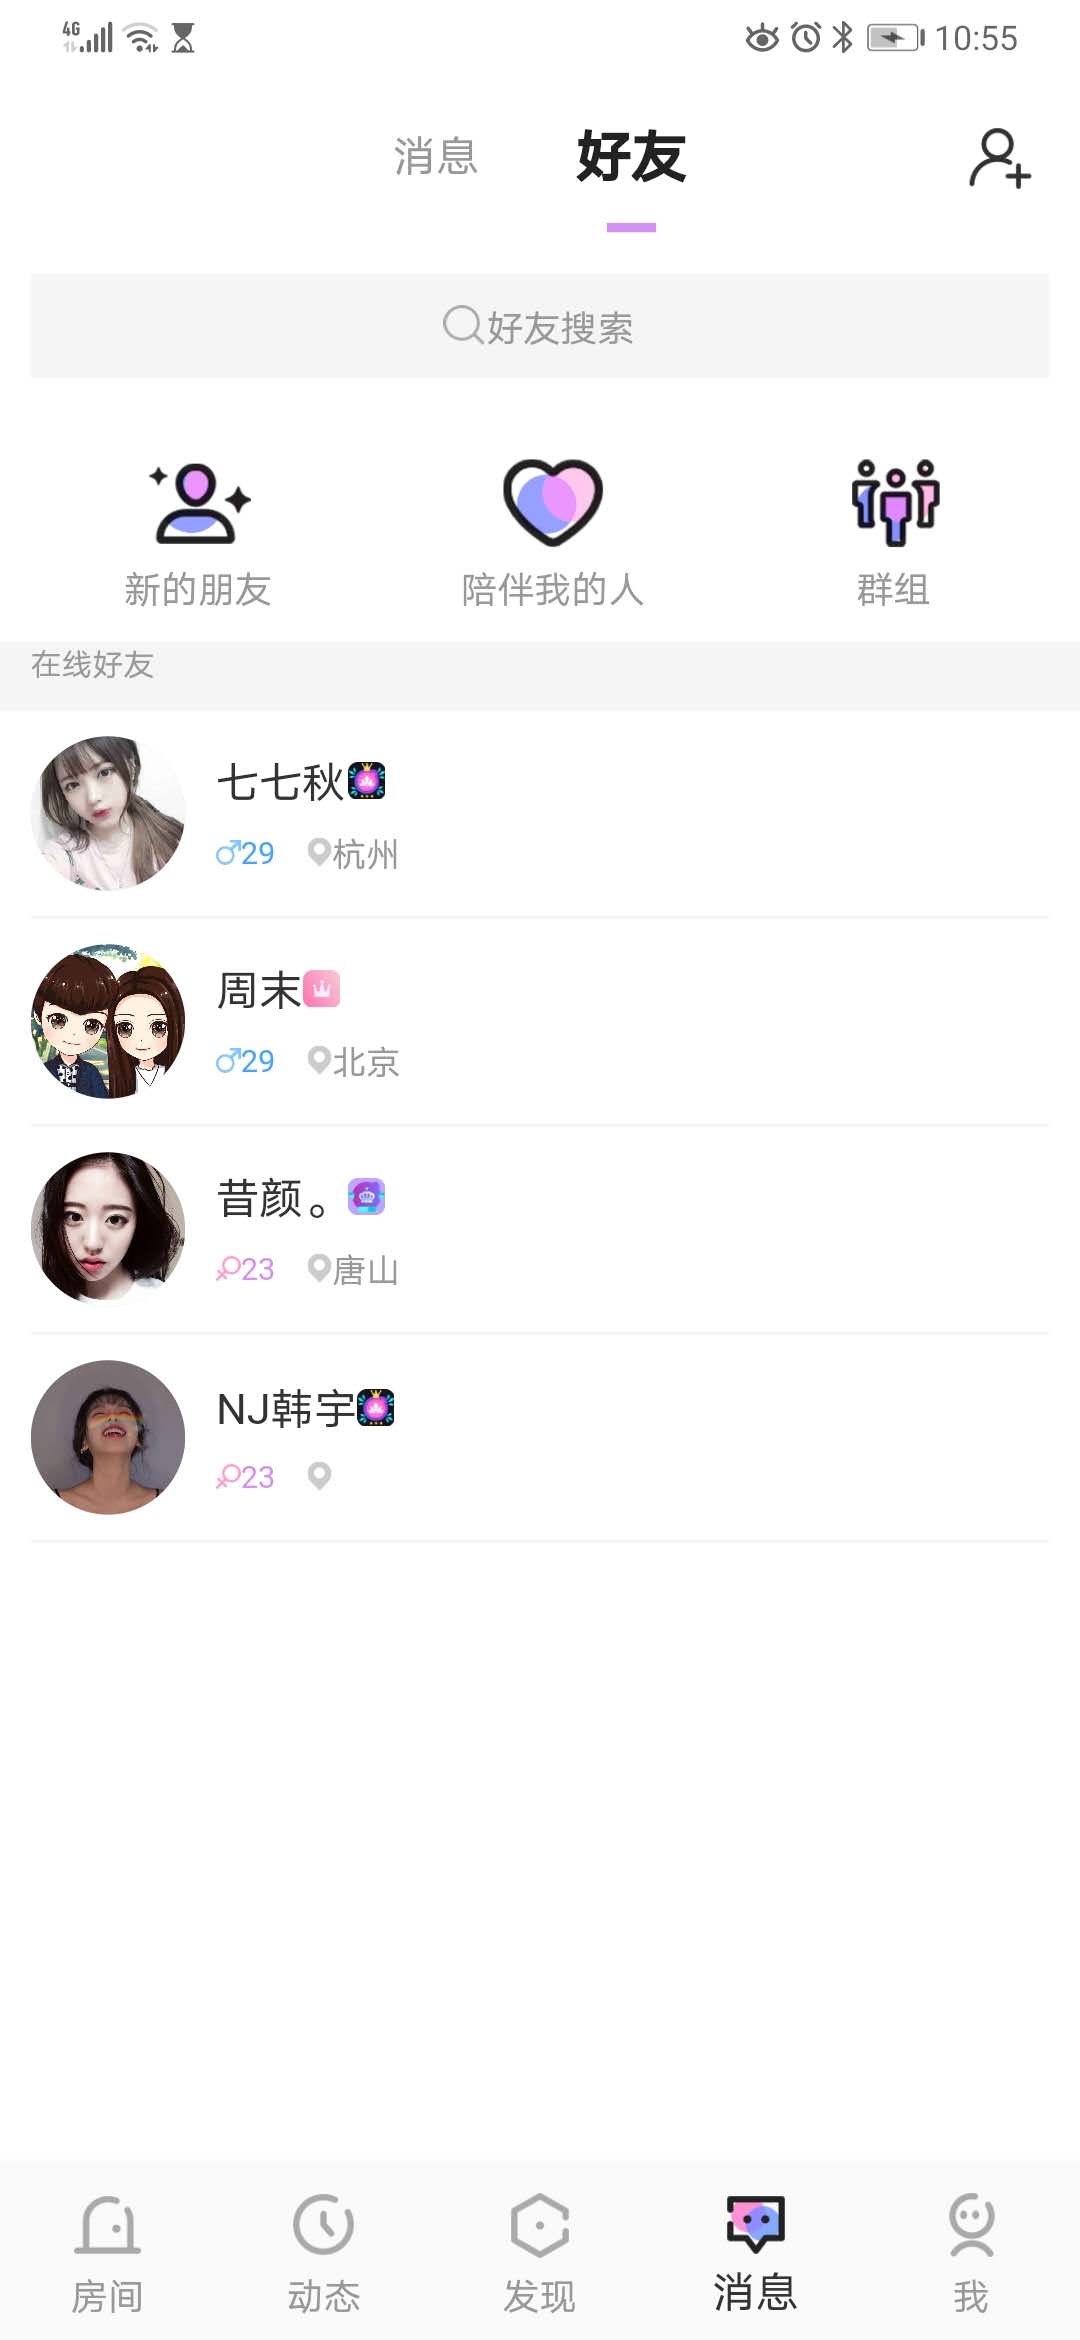 4G 10:55
消息 好友
好友搜索
新的朋友 陪伴我的人 群组
在线好友
七七秋
29 杭州
周末
29 北京
昔颜。
23 唐山
NJ韩宇
23
房间 动态 发现 消息 我